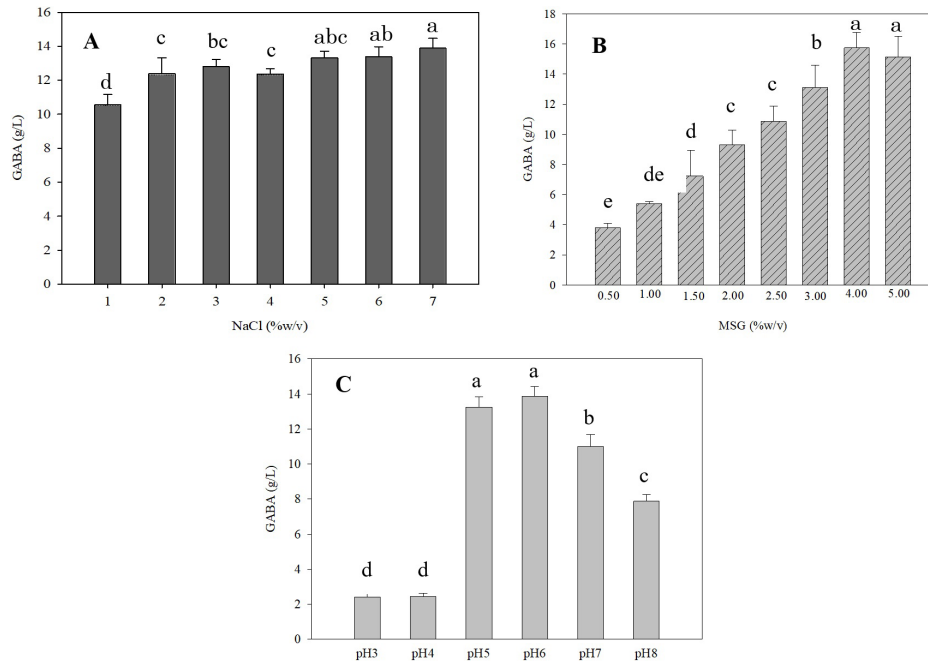 A
GABA (g/L)
16
14
12
10
8
6
4
2
0
d
c
bc
c
abc
ab
a
1 2 3 4 5 6 7
NaCl (%w/v)
B
GABA (g/L)
18
16
14
12
10
8
6
4
2
0
e
de
d
c
c
b
a
a
0.50 1.00 1.50 2.00 2.50 3.00 4.00 5.00
MSG (%w/v)
C
GABA (g/L)
16
14
12
10
8
6
4
2
0
d
d
a
a
b
c
pH3 pH4 pH5 pH6 pH7 pH8